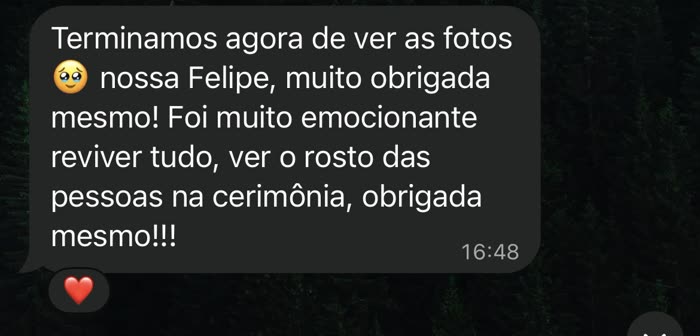 Terminamos agora de ver as fotos
🥹 nossa Felipe, muito obrigada
mesmo! Foi muito emocionante
reviver tudo, ver o rosto das
pessoas na cerimônia, obrigada
mesmo!!!
16:48